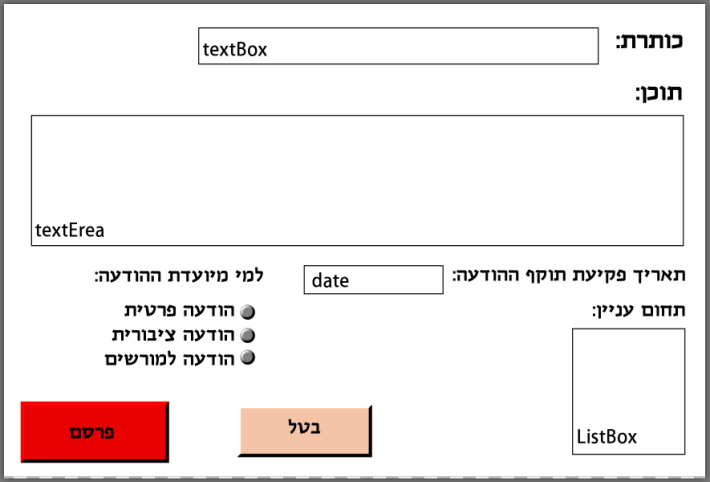 כותרת:
textBox
תוכן:
textErea
תאריך פקיעת תוקף ההודעה:
date
למי מיועדת ההודעה:
הודעה פרטית
הודעה ציבורית
הודעה למורשים
תחום עניין:
ListBox
בטל
פרסם